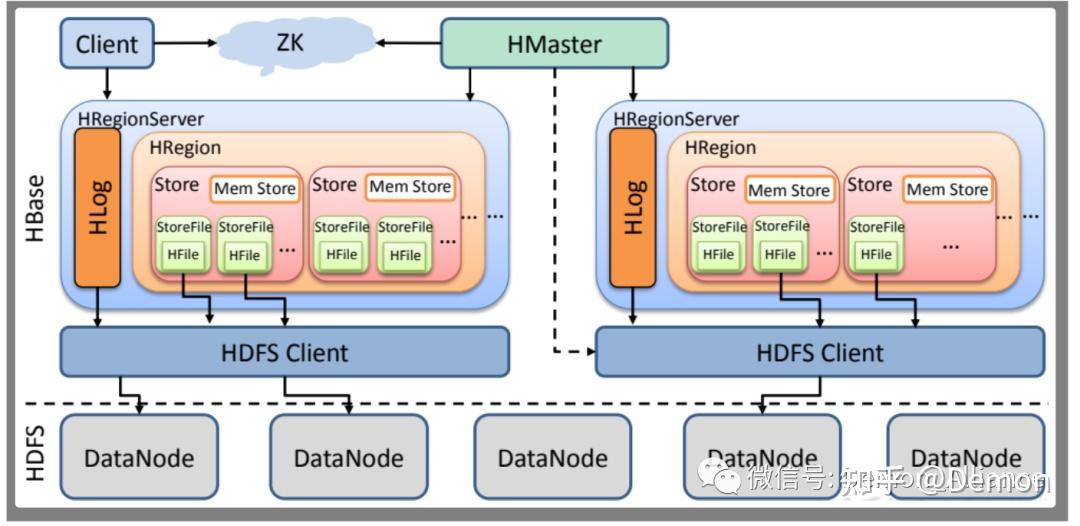 Client
ZK
HMaster
HBase
HRegionServer
HLog
HRegion
Store
Mem Store
StoreFile
HFile
StoreFile
HFile
...
Store
Mem Store
StoreFile
HFile
StoreFile
HFile
...
... ...
HRegionServer
HLog
HRegion
Store
Mem Store
StoreFile
HFile
StoreFile
HFile
...
Store
Mem Store
StoreFile
HFile
...
... ...
HDFS Client
HDFS Client
HDFS
DataNode
DataNode
DataNode
DataNode
DataNode
微信号:
知乎 @Demon